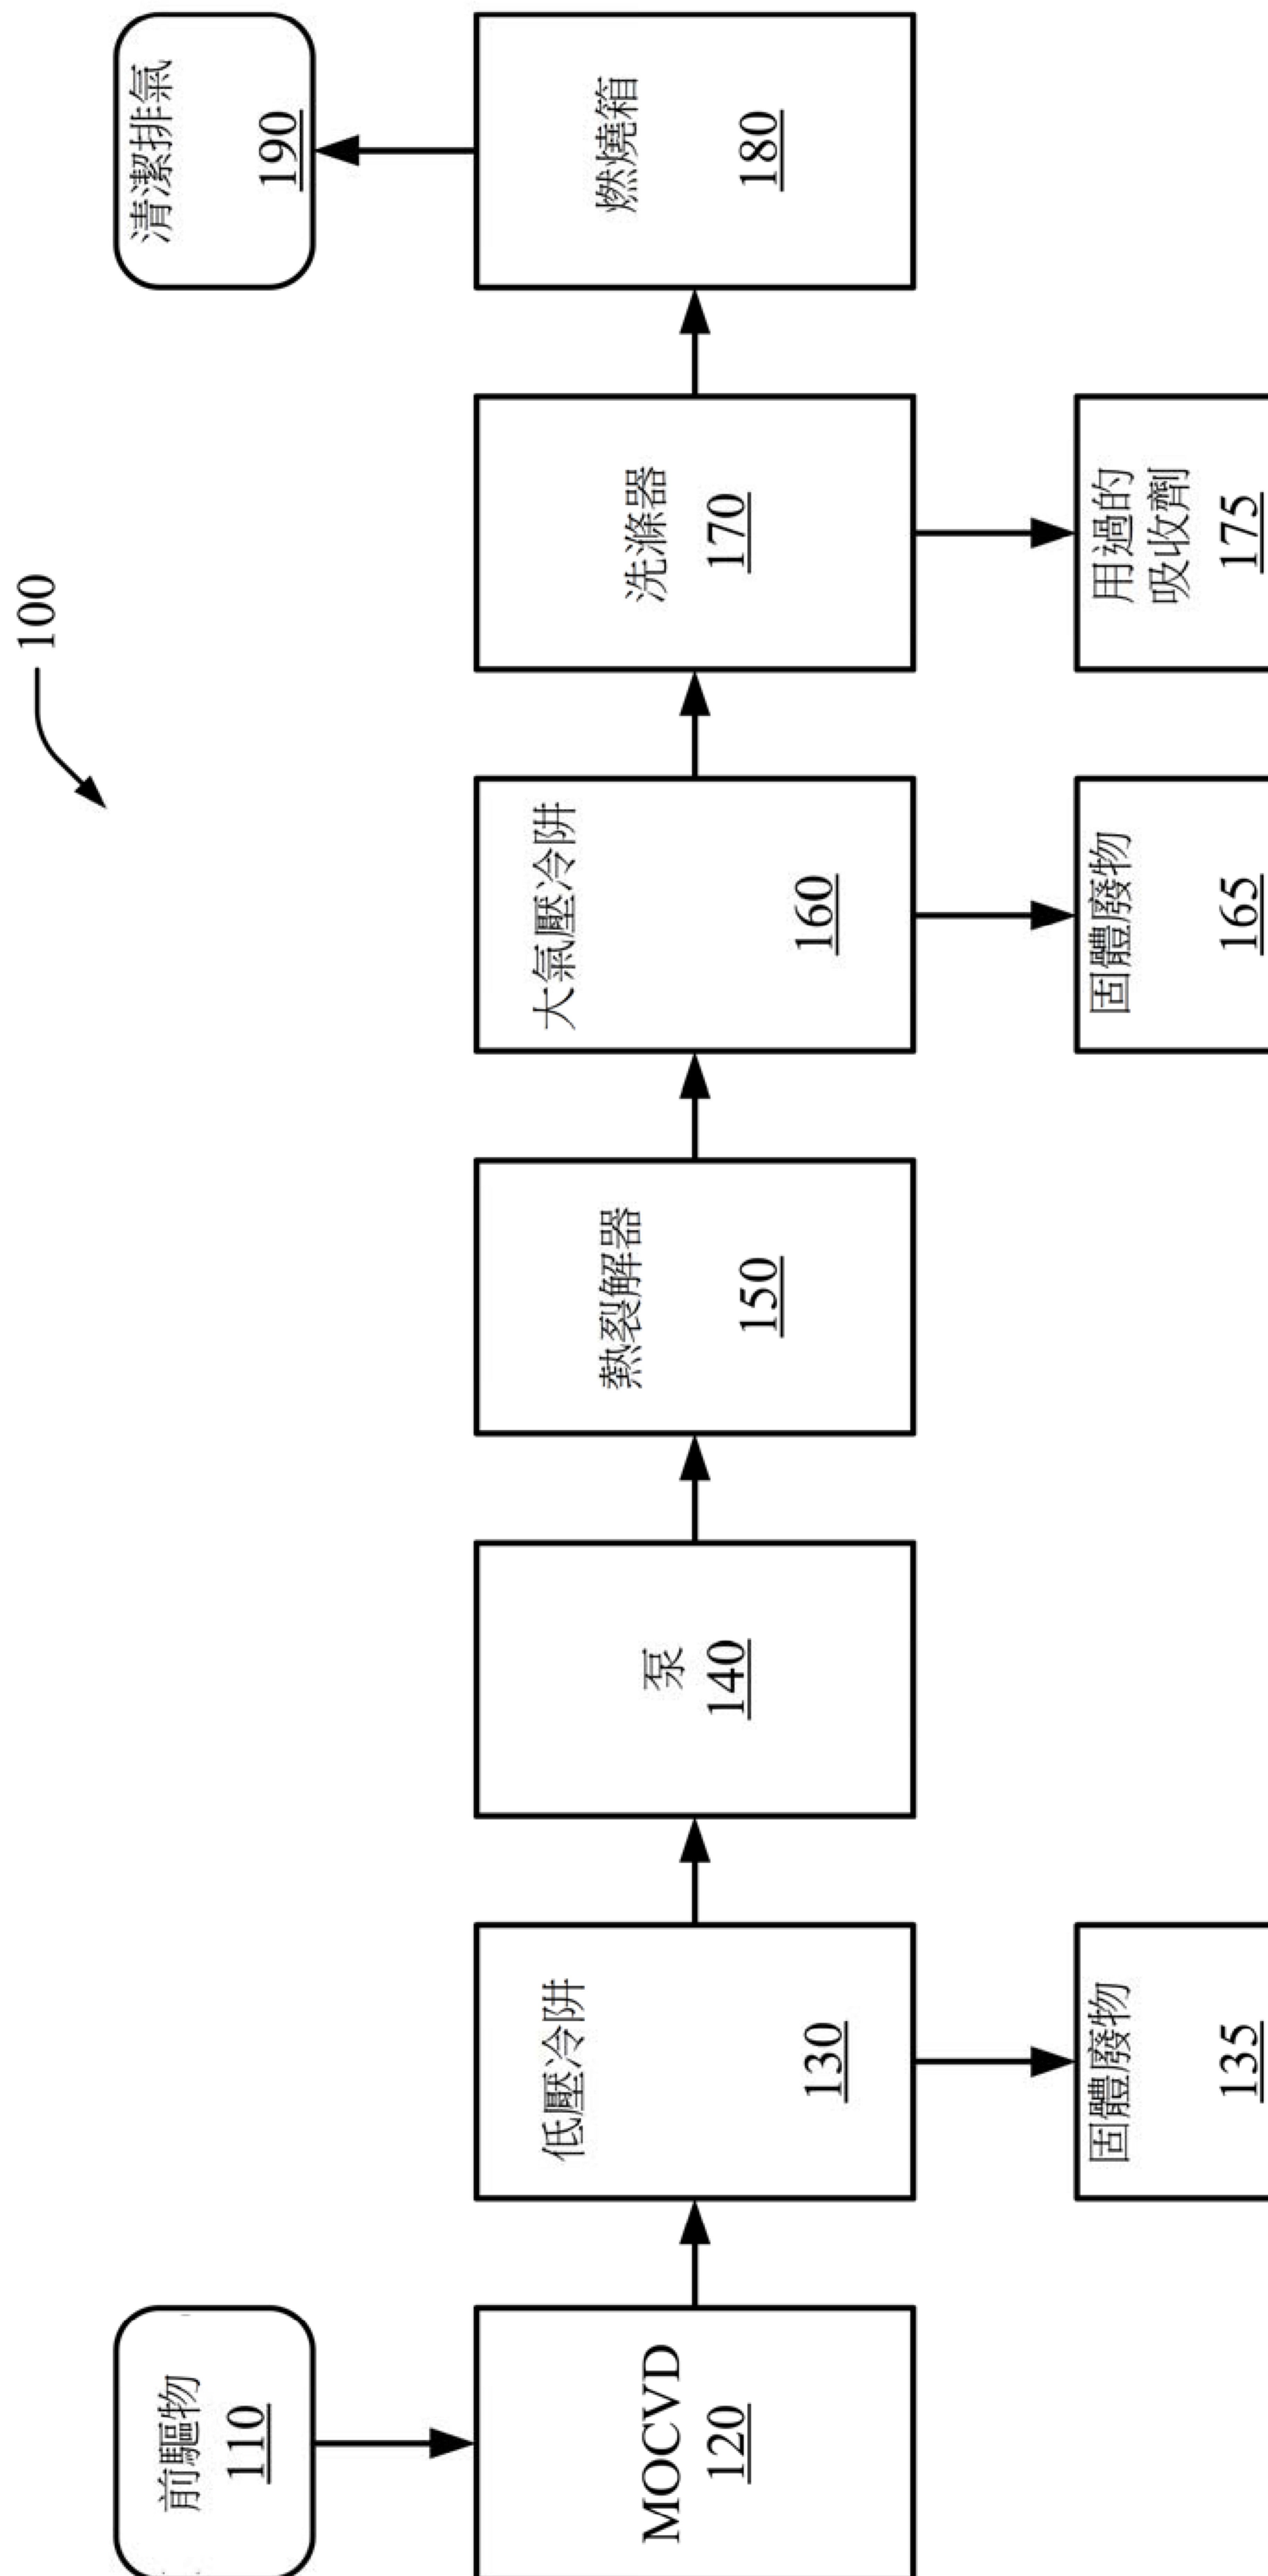 100
前驅物
110
清潔排氣
190
MOCVD
120
低壓冷阱
130
泵
140
熱裂解器
150
大氣壓冷阱
160
洗滌器
170
燃燒箱
180
固體廢物
135
固體廢物
165
用過的
吸收劑
175